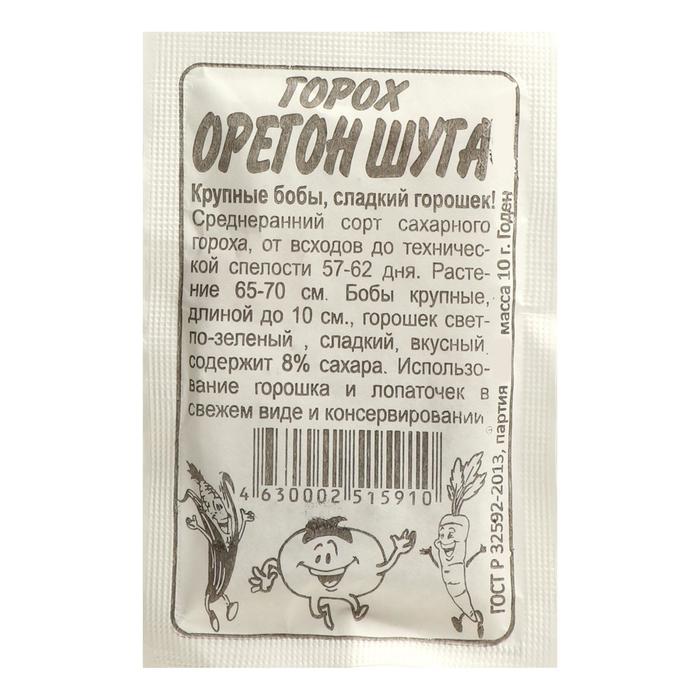 ГОРОХ
ОРЕГОН ШУГА
Крупные бобы, сладкий горошек!
Среднеранний сорт сахарного
гороха, от всходов до техничес-
кой спелости 57-62 дня. Расте-
ние 65-70 см. Бобы крупные,
длиной до 10 см., горошек свет-
ло-зеленый , сладкий, вкусный
содержит 8% сахара. Использо-
вание горошка и лопаточек в
свежем виде и консервировании
4 630002 515910
ГОСТ Р 32592-2013, партия масса 10 г. Годен